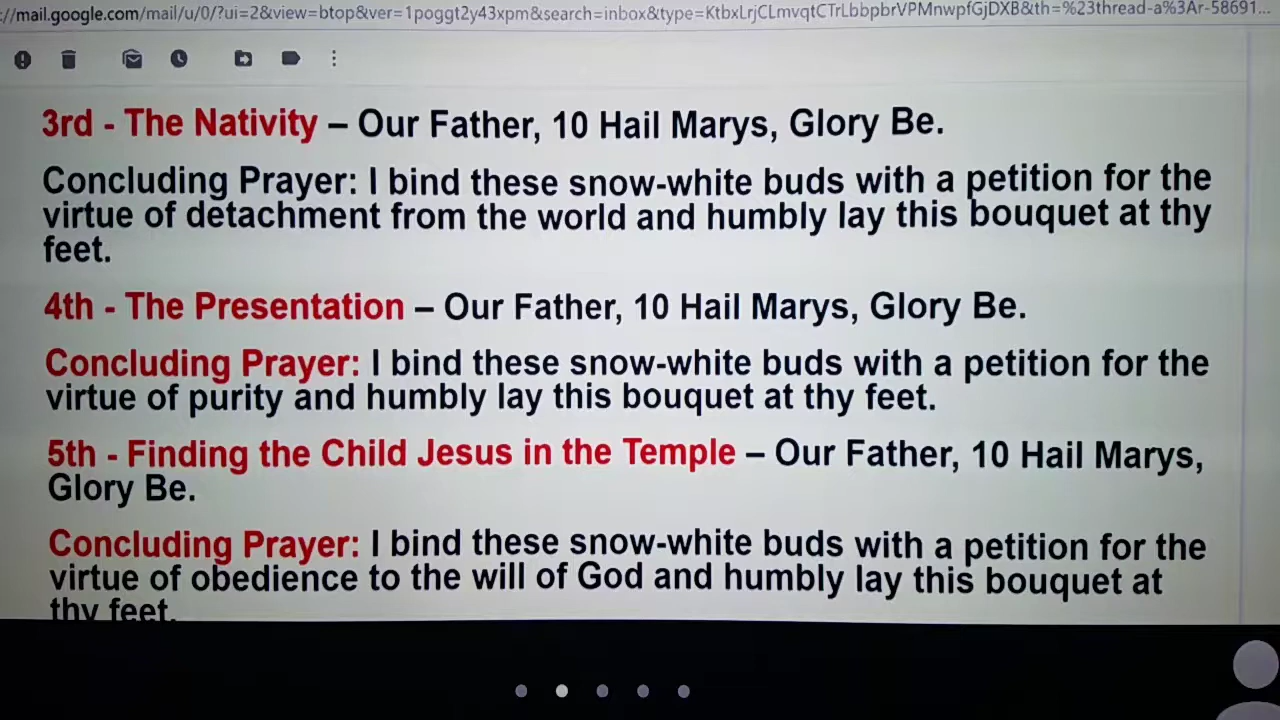 ://mail.google.com/mail/u/0/?ui=2&view=btop&ver=1poggt2y43xpm&search=inbox&type=KtbxLrjCLmvqtCTrLbbpbrVPMnwpfGjDXB&th=%23thread-a%3Ar-58691...
3rd - The Nativity – Our Father, 10 Hail Marys, Glory Be.
Concluding Prayer: I bind these snow-white buds with a petition for the
virtue of detachment from the world and humbly lay this bouquet at thy
feet.
4th - The Presentation – Our Father, 10 Hail Marys, Glory Be.
Concluding Prayer: I bind these snow-white buds with a petition for the
virtue of purity and humbly lay this bouquet at thy feet.
5th - Finding the Child Jesus in the Temple – Our Father, 10 Hail Marys,
Glory Be.
Concluding Prayer: I bind these snow-white buds with a petition for the
virtue of obedience to the will of God and humbly lay this bouquet at
thy feet.